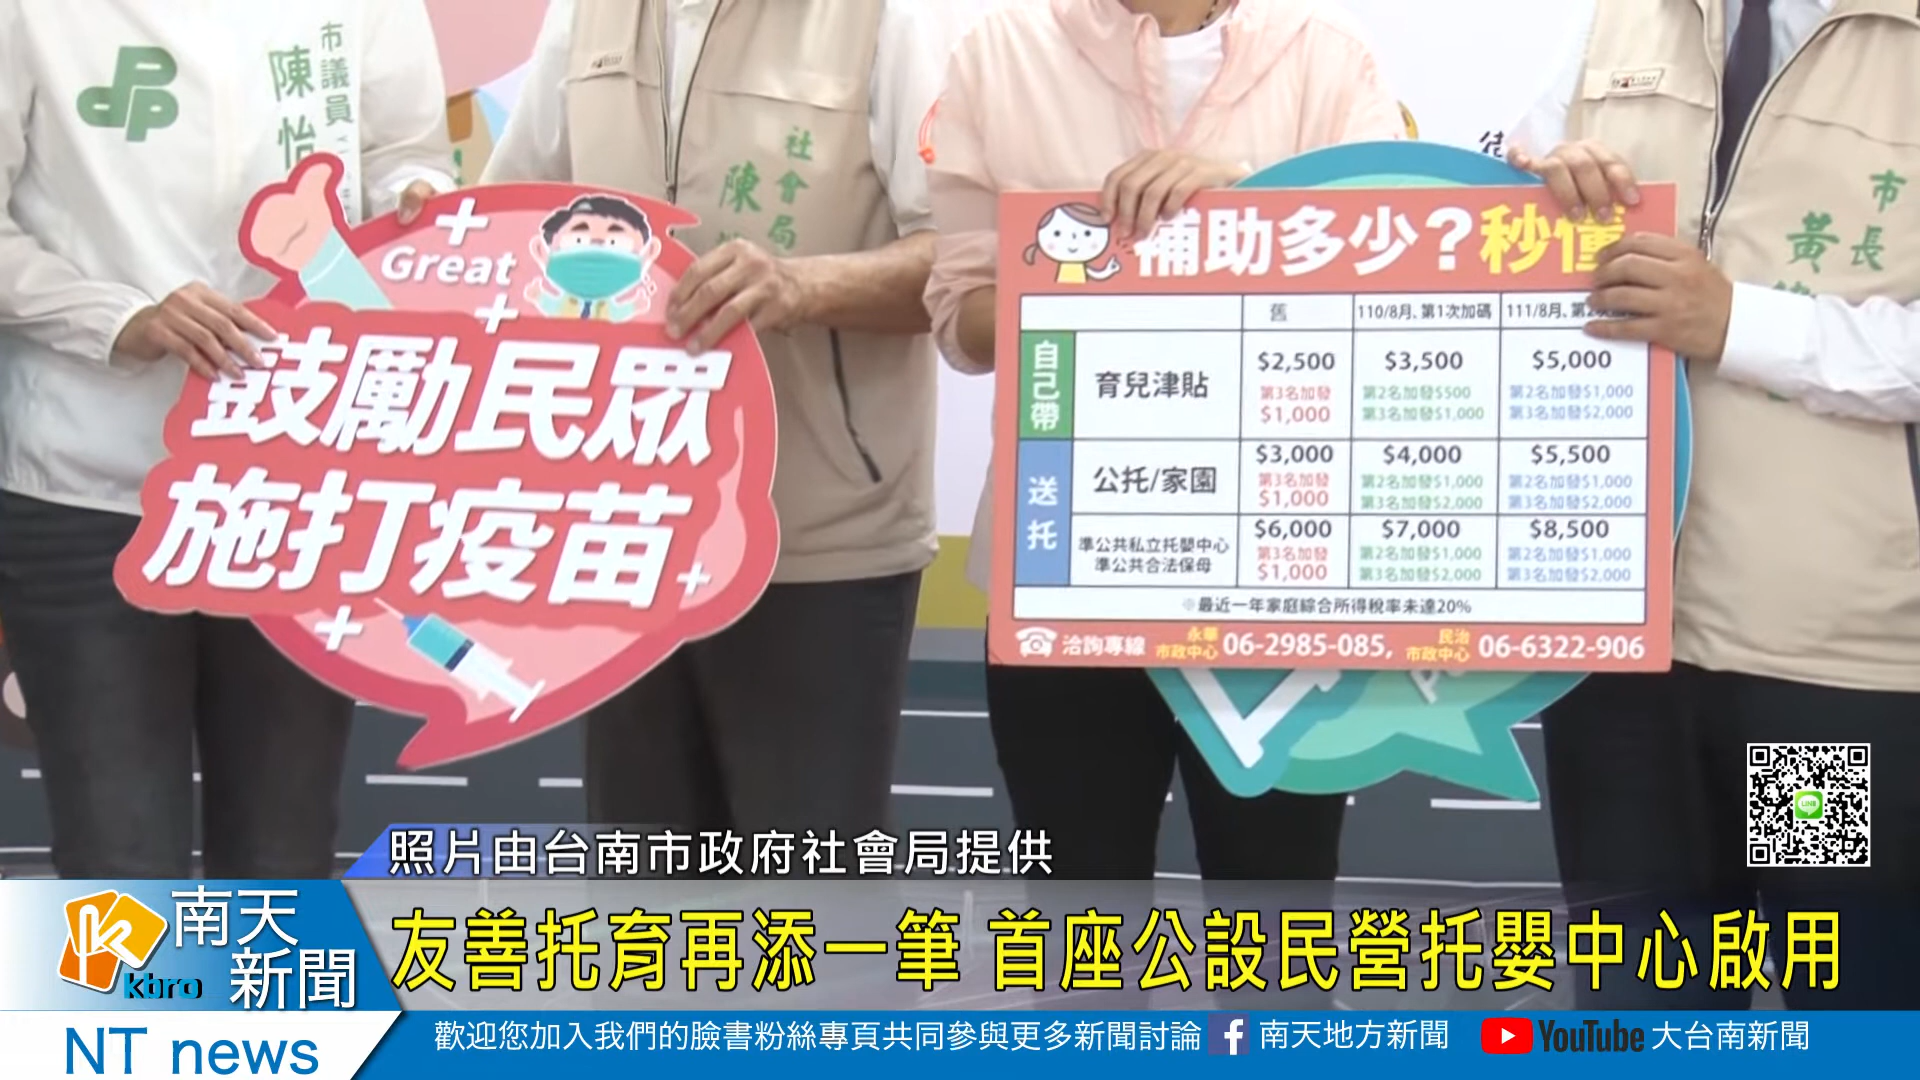 市議員
陳怡
社會局
陳
市長
黃
Great
鼓勵民眾
施打疫苗
補助多少?秒懂
舊
110/8月、第1次加碼
111/8月、第2次
自己帶
育兒津貼
$2,500
第3名加發
$1,000
$3,500
第2名加發$500
第3名加發$1,000
$5,000
第2名加發$1,000
第3名加發$2,000
送托
公托/家園
$3,000
第3名加發
$1,000
$4,000
第2名加發$1,000
第3名加發$2,000
$5,500
第2名加發$1,000
第3名加發$2,000
準公共私立托嬰中心
準公共合法保母
$6,000
第3名加發
$1,000
$7,000
第2名加發$1,000
第3名加發$2,000
$8,500
第2名加發$1,000
第3名加發$2,000
※最近一年家庭綜合所得稅率未達20%
洽詢專線 永華市政中心 06-2985-085, 民治市政中心 06-6322-906
LINE
照片由台南市政府社會局提供
南天新聞
kbro
友善托育再添一筆 首座公設民營托嬰中心啟用
NT news
歡迎您加入我們的臉書粉絲專頁共同參與更多新聞討論 南天地方新聞 YouTube 大台南新聞